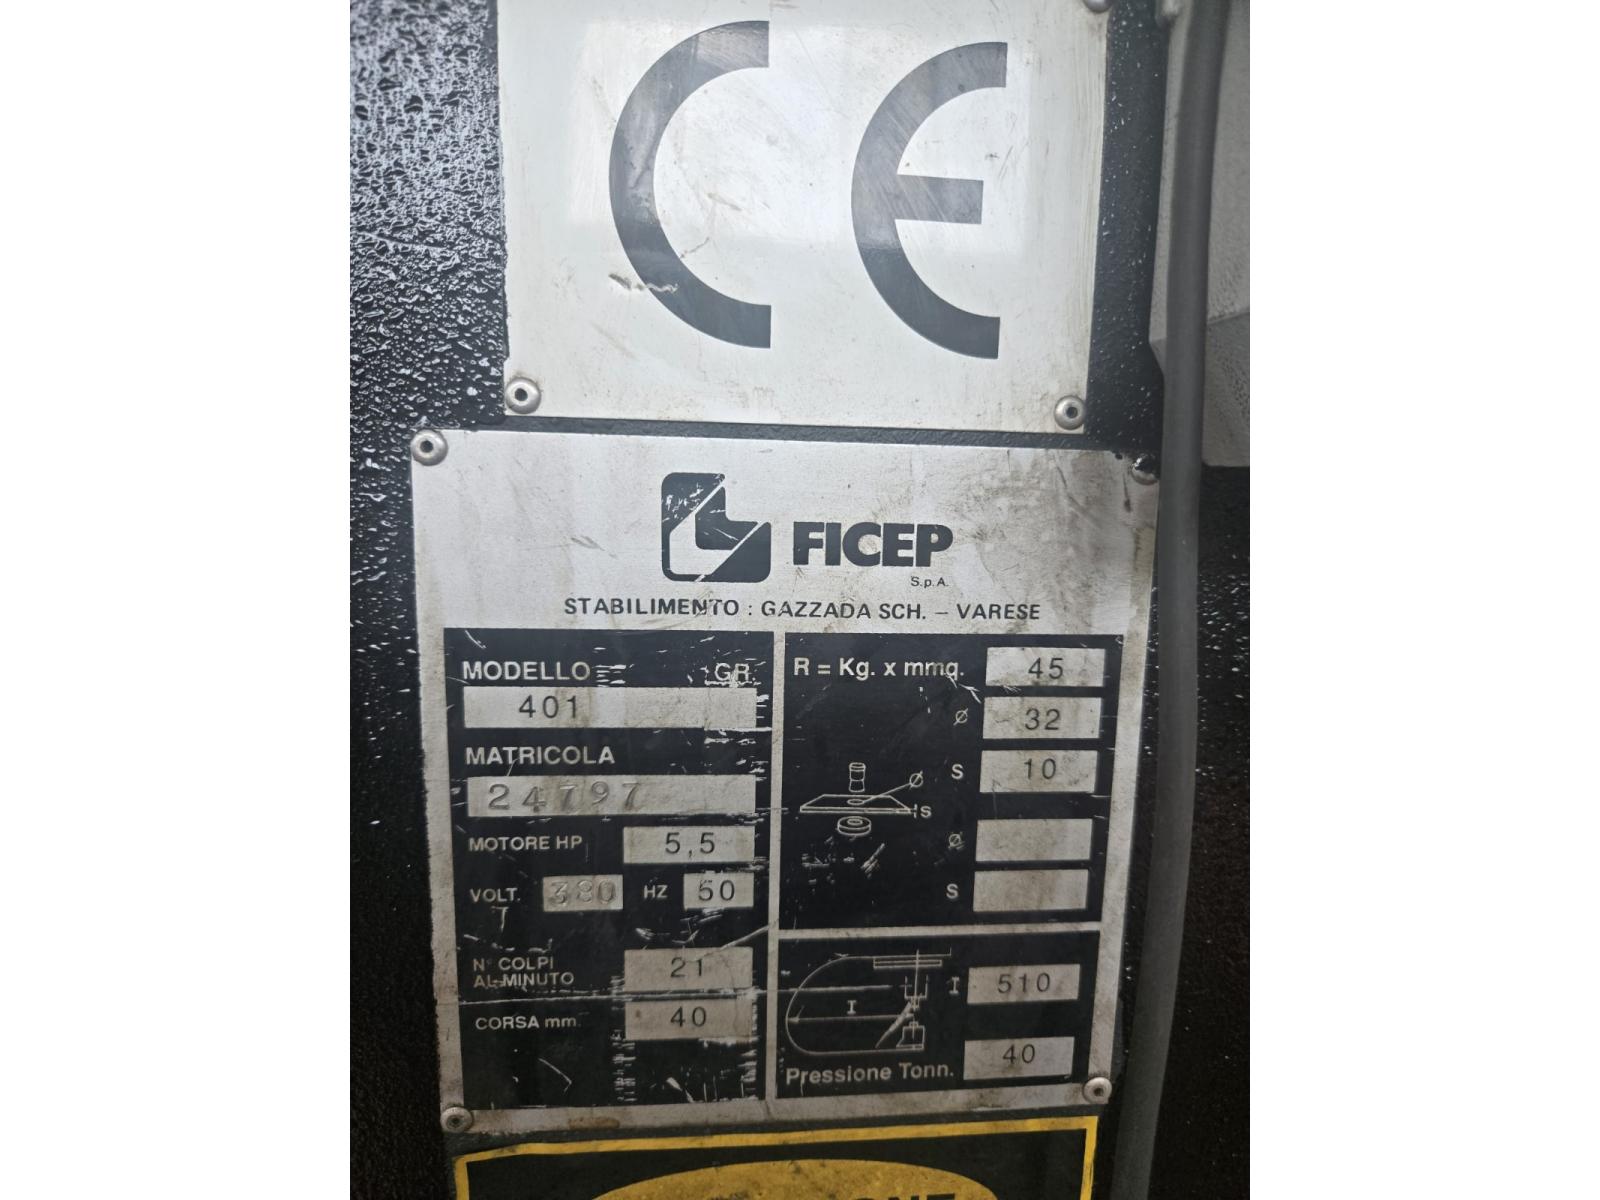 CE
FICEP
S.p.A.
STABILIMENTO : GAZZADA SCH. – VARESE
MODELLO GR.
401
MATRICOLA
24797
MOTORE HP 5,5
VOLT. 380 HZ 50
N° COLPI
AL MINUTO 21
CORSA mm. 40
R = Kg. x mmq. 45
ø 32
S 10
ø
S
ø
S
I 510
I
Pressione Tonn. 40